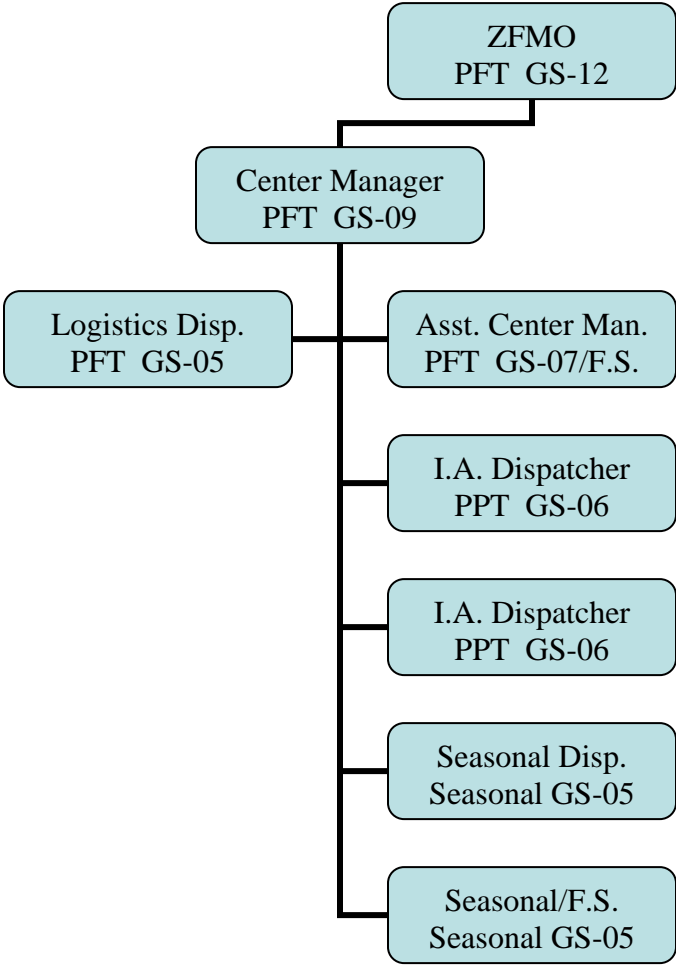 ZFMO
PFT GS-12
Center Manager
PFT GS-09
Logistics Disp.
PFT GS-05
Asst. Center Man.
PFT GS-07/F.S.
I.A. Dispatcher
PPT GS-06
I.A. Dispatcher
PPT GS-06
Seasonal Disp.
Seasonal GS-05
Seasonal/F.S.
Seasonal GS-05